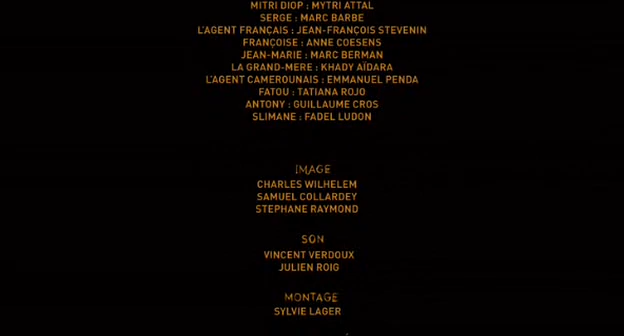 MITRI DIOP : MYTRI ATTAL
SERGE : MARC BARBE
L'AGENT FRANÇAIS : JEAN-FRANÇOIS STEVENIN
FRANÇOISE : ANNE COESENS
JEAN-MARIE : MARC BERMAN
LA GRAND-MERE : KHADY AÏDARA
L'AGENT CAMEROUNAIS : EMMANUEL PENDA
FATOU : TATIANA ROJO
ANTONY : GUILLAUME CROS
SLIMANE : FADEL LUDON
IMAGE
CHARLES WILHELEM
SAMUEL COLLARDEY
STEPHANE RAYMOND
SON
VINCENT VERDOUX
JULIEN ROIG
MONTAGE
SYLVIE LAGER